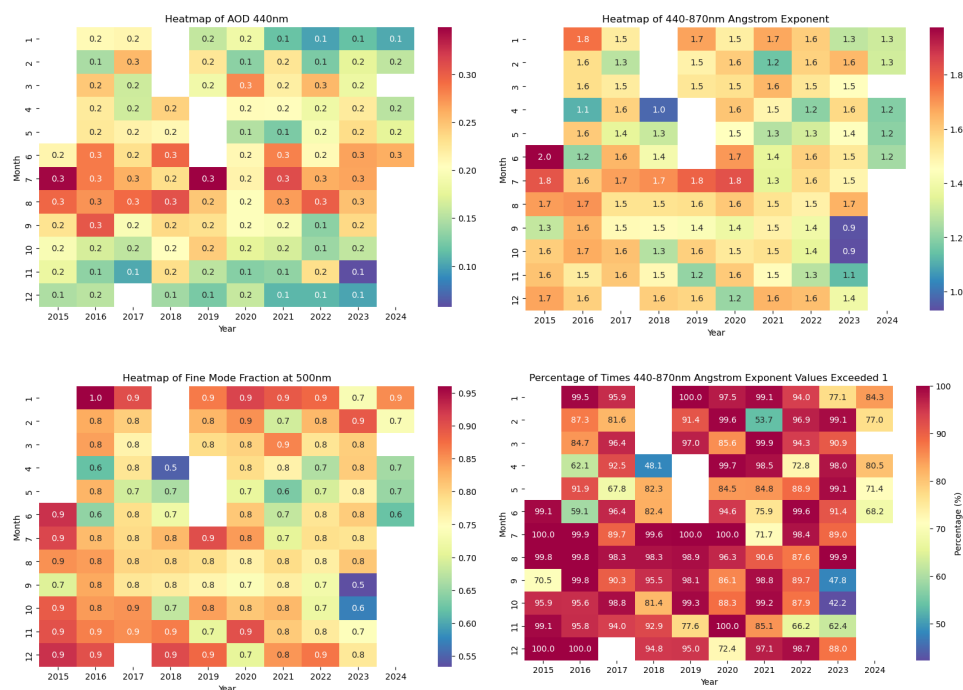 Heatmap of AOD 440nm
1 0.2 0.2 0.2 0.2 0.1 0.1 0.1 0.1
2 0.2 0.3 0.2 0.1 0.2 0.1 0.2 0.2
3 0.2 0.2 0.2 0.3 0.2 0.3 0.2
4 0.2 0.2 0.2 0.2 0.2 0.2 0.2 0.2
5 0.2 0.2 0.2 0.1 0.1 0.2 0.2 0.2
6 0.2 0.3 0.2 0.3 0.2 0.3 0.2 0.3 0.3
7 0.3 0.3 0.2 0.2 0.3 0.2 0.3 0.3 0.3
8 0.3 0.3 0.3 0.3 0.2 0.2 0.3 0.3 0.3
9 0.2 0.3 0.2 0.2 0.2 0.2 0.2 0.1 0.2
10 0.2 0.2 0.2 0.2 0.2 0.2 0.2 0.1 0.2
11 0.2 0.1 0.1 0.2 0.2 0.2 0.2 0.2 0.1
12 0.1 0.2 0.1 0.1 0.2 0.1 0.1 0.1
Month
2015 2016 2017 2018 2019 2020 2021 2022 2023 2024
Year
0.30
0.25
0.20
0.15
0.10
Heatmap of 440-870nm Angstrom Exponent
1 1.8 1.5 1.7 1.6 1.7 1.6 1.3 1.3
2 1.6 1.3 1.5 1.6 1.2 1.6 1.6 1.3
3 1.6 1.5 1.5 1.5 1.6 1.5 1.5
4 1.1 1.6 1.0 1.6 1.5 1.2 1.6 1.2
5 1.6 1.4 1.3 1.5 1.3 1.3 1.4 1.2
6 2.0 1.2 1.6 1.4 1.7 1.4 1.6 1.5 1.2
7 1.8 1.6 1.7 1.7 1.8 1.8 1.3 1.6 1.5
8 1.7 1.7 1.5 1.5 1.6 1.5 1.5 1.4 1.5
9 1.3 1.6 1.5 1.5 1.4 1.4 1.5 1.5 0.9
10 1.6 1.7 1.6 1.3 1.6 1.4 1.5 1.4 0.9
11 1.5 1.6 1.5 1.6 1.2 1.6 1.5 1.3 1.1
12 1.7 1.6 1.6 1.6 1.2 1.6 1.6 1.4
Month
2015 2016 2017 2018 2019 2020 2021 2022 2023 2024
Year
1.8
1.6
1.4
1.2
1.0
Heatmap of Fine Mode Fraction at 500nm
1 1.0 0.9 0.9 0.9 0.9 0.9 0.7 0.9
2 0.8 0.8 0.8 0.8 0.7 0.8 0.9 0.7
3 0.8 0.8 0.8 0.8 0.9 0.8 0.8
4 0.6 0.8 0.5 0.8 0.8 0.7 0.8 0.7
5 0.8 0.7 0.7 0.8 0.6 0.7 0.8 0.7
6 0.9 0.6 0.8 0.7 0.8 0.7 0.8 0.8 0.6
7 0.9 0.8 0.8 0.8 0.9 0.8 0.7 0.8 0.8
8 0.9 0.8 0.8 0.8 0.8 0.8 0.8 0.8 0.8
9 0.7 0.8 0.8 0.8 0.8 0.8 0.8 0.8 0.5
10 0.9 0.8 0.9 0.7 0.8 0.8 0.8 0.7 0.6
11 0.9 0.9 0.9 0.9 0.7 0.9 0.8 0.7 0.7
12 0.9 0.9 0.9 0.9 0.7 0.8 0.8 0.8
Month
2015 2016 2017 2018 2019 2020 2021 2022 2023 2024
Year
0.95
0.90
0.85
0.80
0.75
0.70
0.65
0.60
0.55
Percentage of Times 440-870nm Angstrom Exponent Values Exceeded 1
1 99.5 95.9 100.0 97.5 99.1 94.0 77.1 84.3
2 87.3 81.6 91.4 99.6 53.7 96.9 99.1 77.0
3 84.7 96.4 97.0 85.6 99.9 94.3 90.9
4 62.1 92.5 48.1 99.7 98.5 72.8 98.0 80.5
5 91.9 67.8 82.3 84.5 84.8 88.9 99.1 71.4
6 99.1 59.1 96.4 82.4 94.6 75.9 99.6 91.4 68.2
7 100.0 99.9 89.7 99.6 100.0 100.0 71.7 98.4 89.0
8 99.8 99.8 98.3 98.3 98.9 96.3 90.6 87.6 99.9
9 70.5 99.8 90.3 95.5 98.1 86.1 98.8 89.7 47.8
10 95.9 95.6 98.8 81.4 99.3 88.3 99.2 87.9 42.2
11 99.1 95.8 94.0 92.9 77.6 100.0 85.1 66.2 62.4
12 100.0 100.0 94.8 95.0 72.4 97.1 98.7 88.0
Month
2015 2016 2017 2018 2019 2020 2021 2022 2023 2024
Year
100
90
80
70
60
50
Percentage (%)